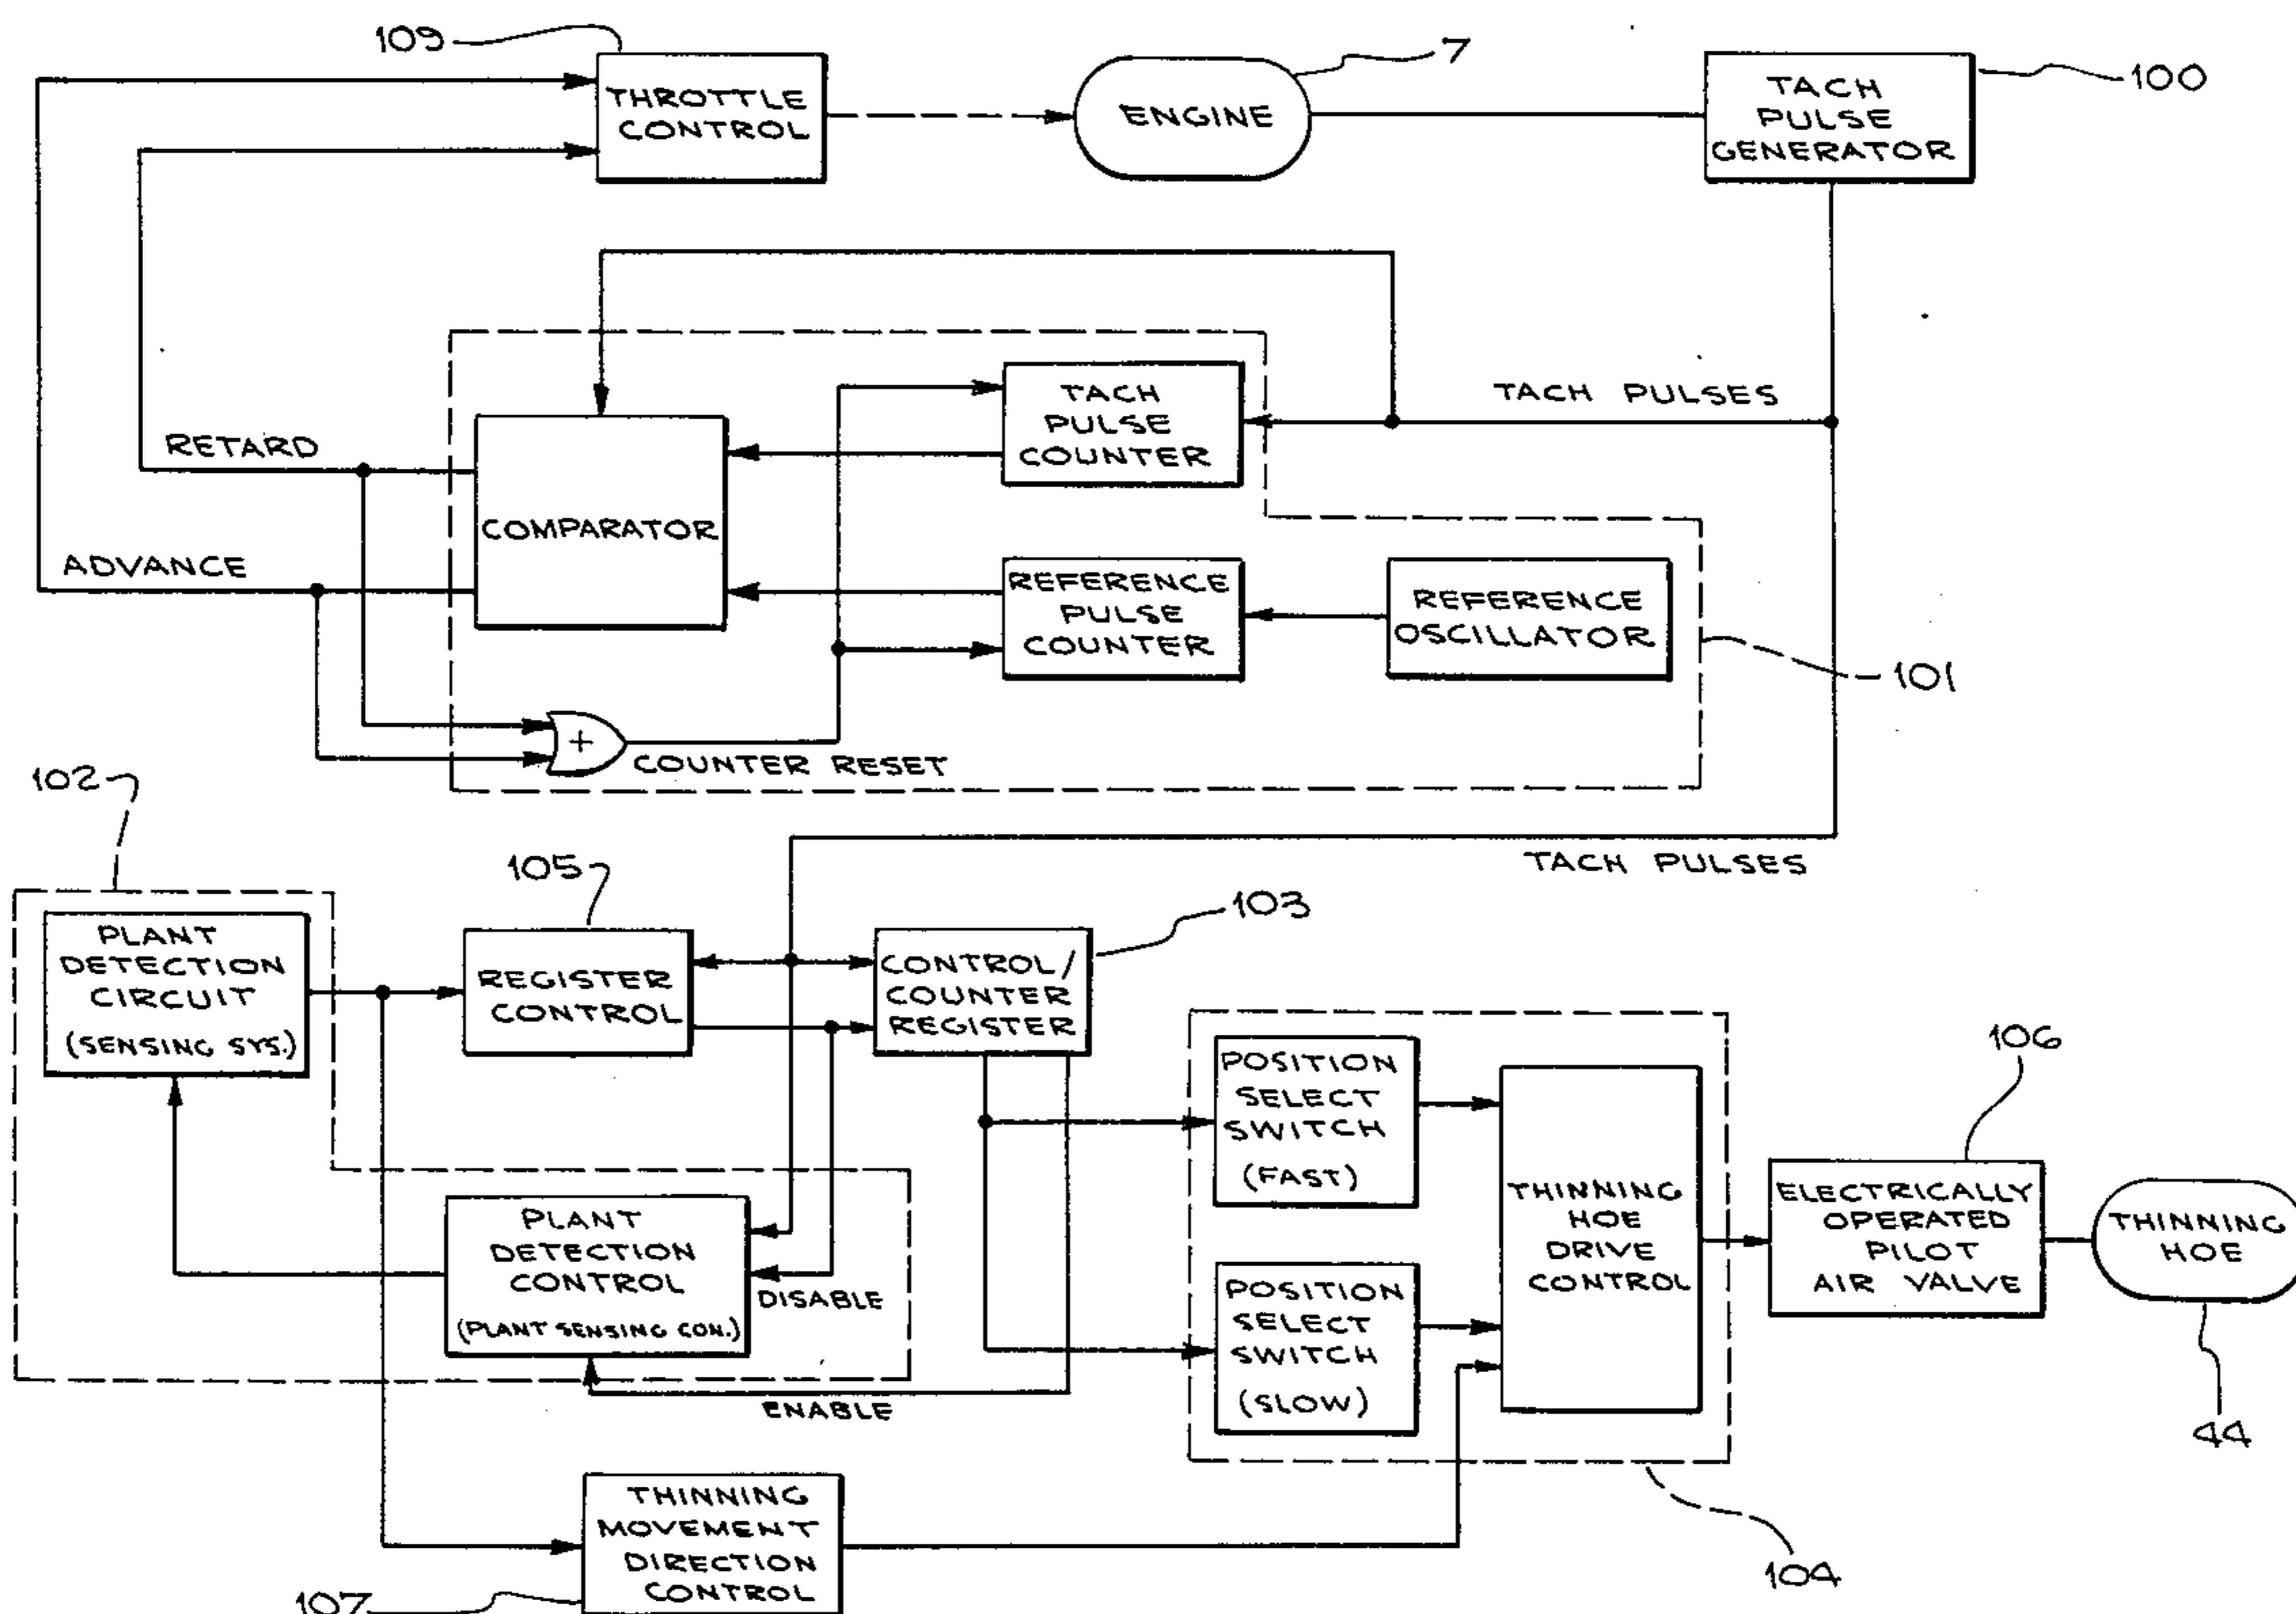 109
THROTTLE
CONTROL
ENGINE
7
TACH
PULSE
GENERATOR
100
RETARD
ADVANCE
COMPARATOR
TACH
PULSE
COUNTER
TACH PULSES
REFERENCE
PULSE
COUNTER
REFERENCE
OSCILLATOR
101
+
COUNTER RESET
TACH PULSES
102
PLANT
DETECTION
CIRCUIT
(SENSING SYS.)
105
REGISTER
CONTROL
103
CONTROL/
COUNTER
REGISTER
PLANT
DETECTION
CONTROL
(PLANT SENSING CON.)
DISABLE
ENABLE
POSITION
SELECT
SWITCH
(FAST)
POSITION
SELECT
SWITCH
(SLOW)
THINNING
HOE
DRIVE
CONTROL
104
106
ELECTRICALLY
OPERATED
PILOT
AIR VALVE
THINNING
HOE
44
THINNING
MOVEMENT
DIRECTION
CONTROL
107